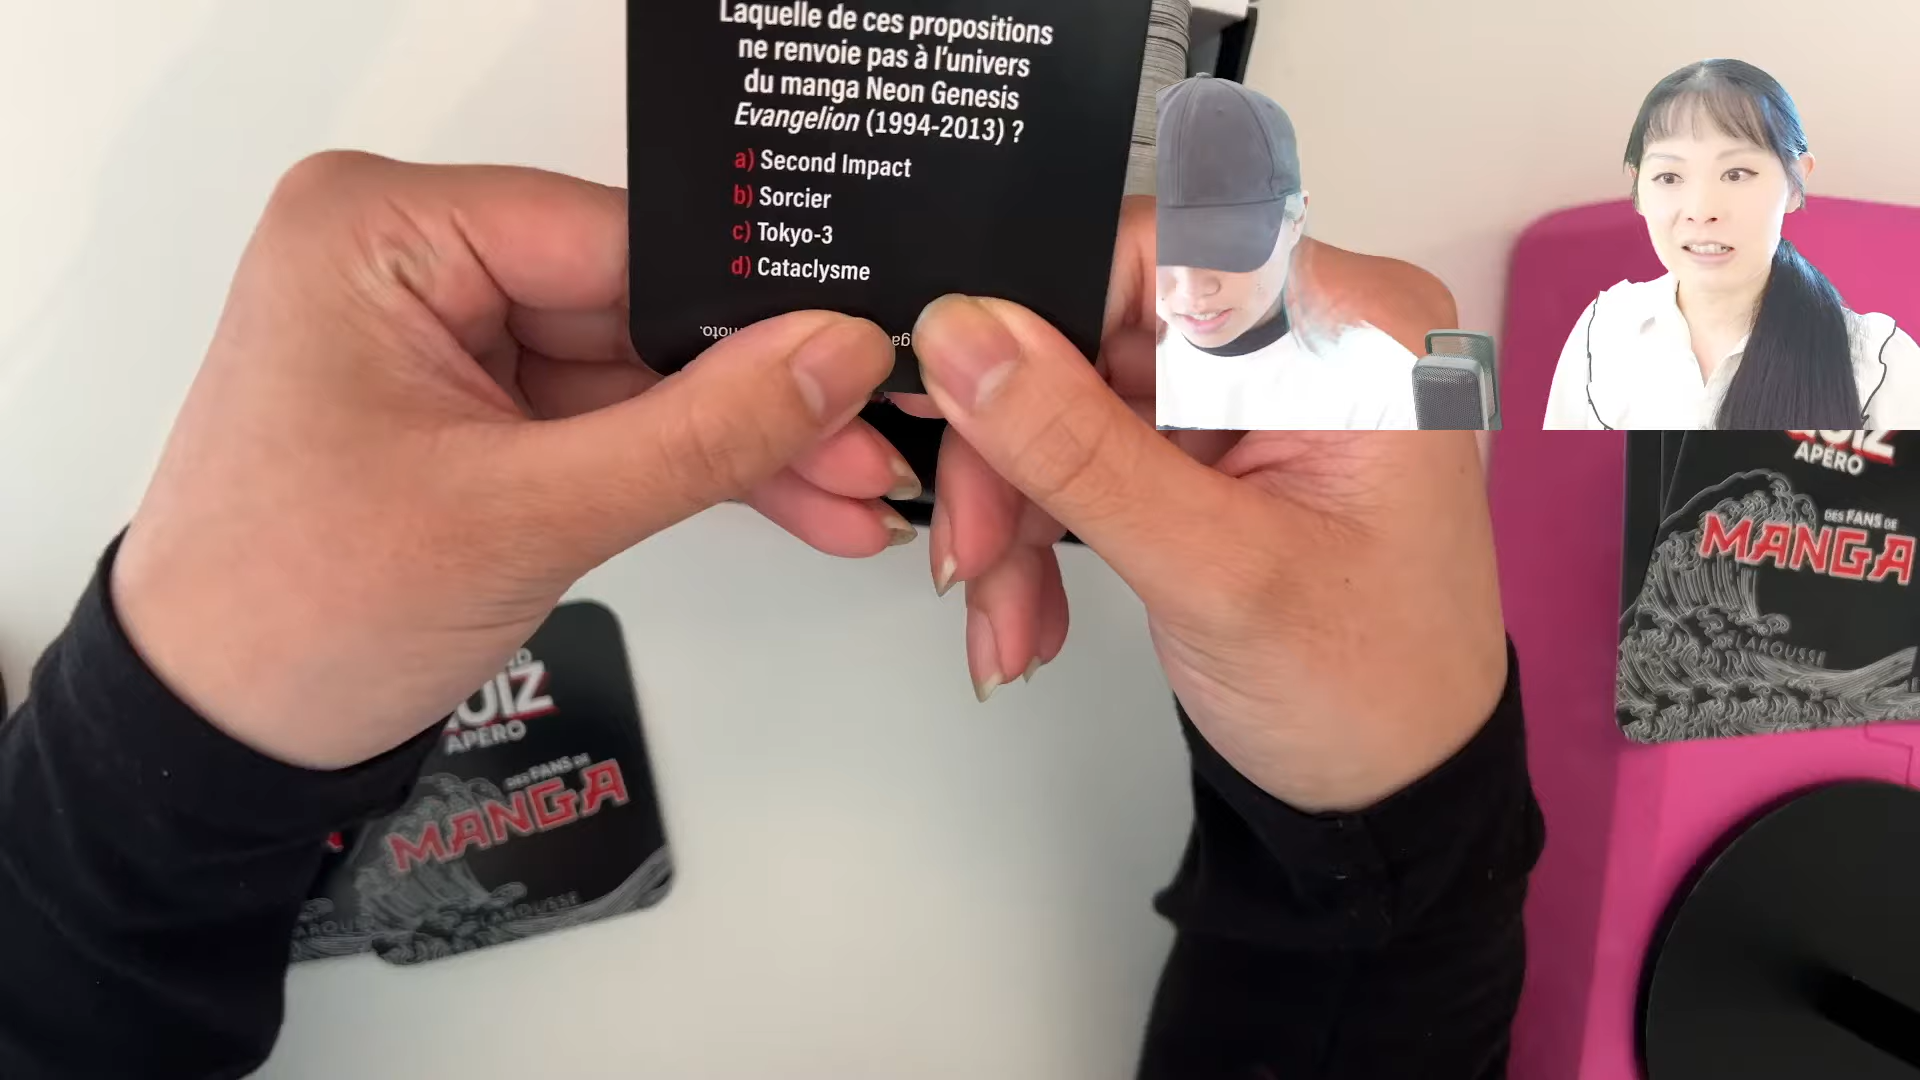 Laquelle de ces propositions
ne renvoie pas à l'univers
du manga Neon Genesis
Evangelion (1994-2013) ?
a) Second Impact
b) Sorcier
c) Tokyo-3
d) Cataclysme
APÉRO
DES FANS DE
MANGA
LAROUSSE
QUIZ
APÉRO
DES FANS DE
MANGA
LAROUSSE